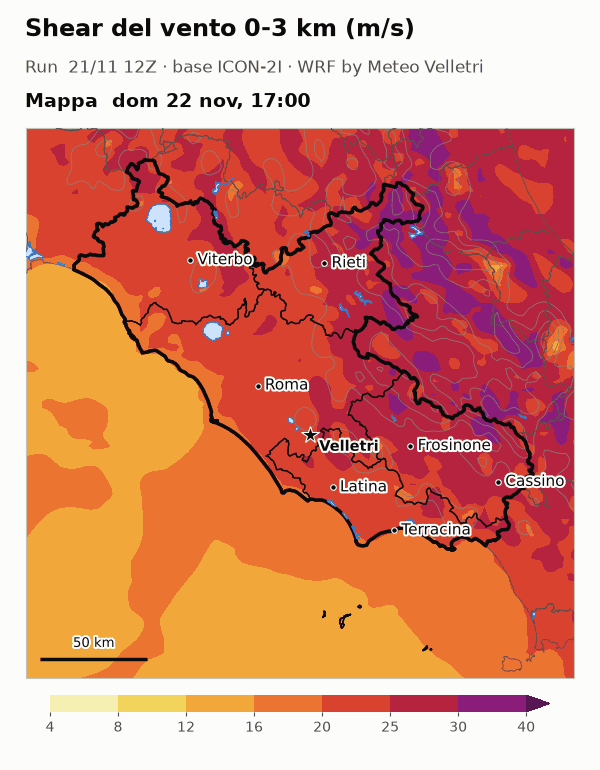 Shear del vento 0-3 km (m/s)
Run  21/11 12Z · base ICON-2I · WRF by Meteo Velletri
Mappa  dom 22 nov, 17:00
Viterbo
Rieti
Roma
Velletri
Frosinone
Cassino
Latina
Terracina
50 km
4 8 12 16 20 25 30 40